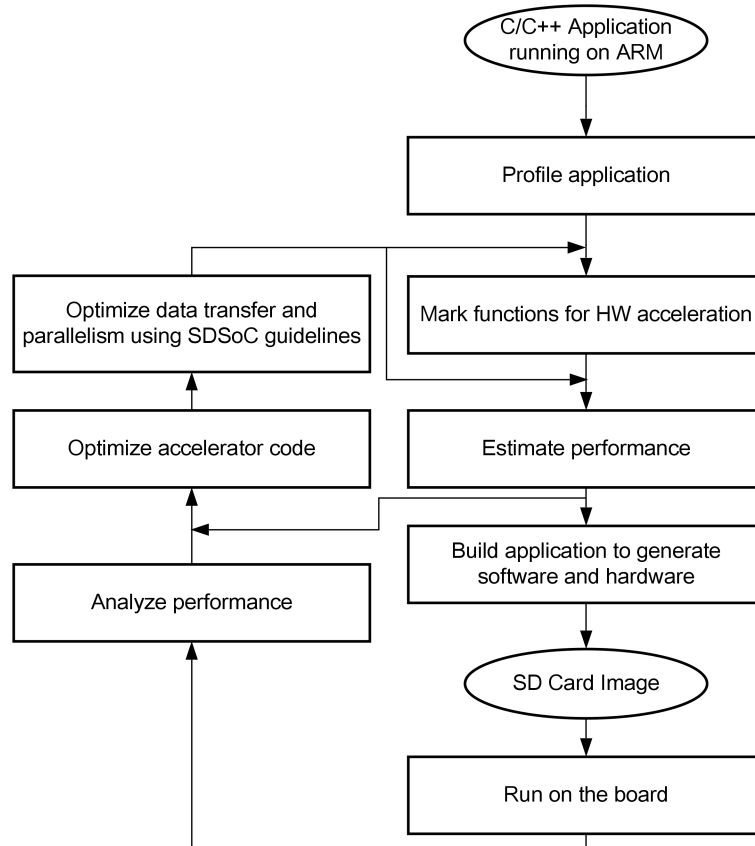 C/C++ Application
running on ARM
Profile application
Optimize data transfer and
parallelism using SDSoC guidelines
Mark functions for HW acceleration
Optimize accelerator code
Estimate performance
Build application to generate
software and hardware
Analyze performance
SD Card Image
Run on the board